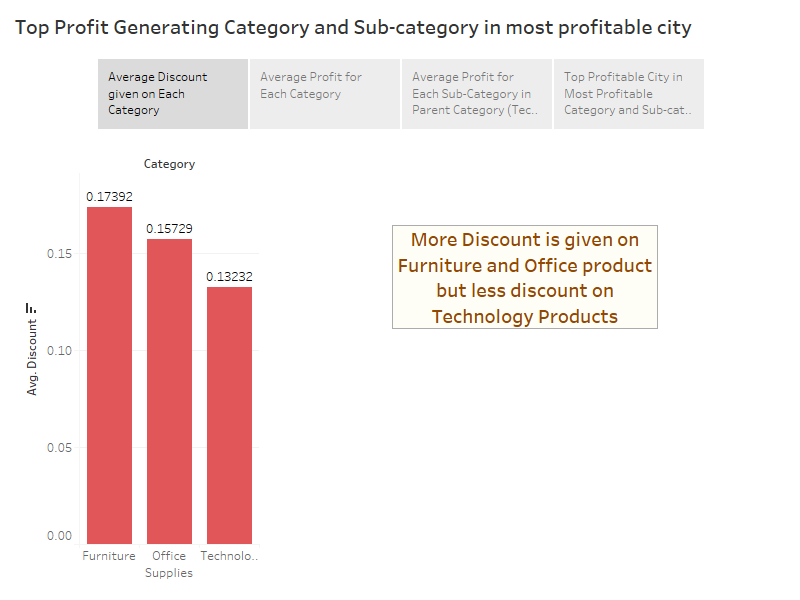 Top Profit Generating Category and Sub-category in most profitable city
Average Discount
given on Each
Category
Average Profit for
Each Category
Average Profit for
Each Sub-Category in
Parent Category (Tec..
Top Profitable City in
Most Profitable
Category and Sub-cat..
Category
0.17392
0.15729
0.13232
0.15
0.10
0.05
0.00
Avg. Discount
Furniture
Office
Supplies
Technolo..
More Discount is given on
Furniture and Office product
but less discount on
Technology Products